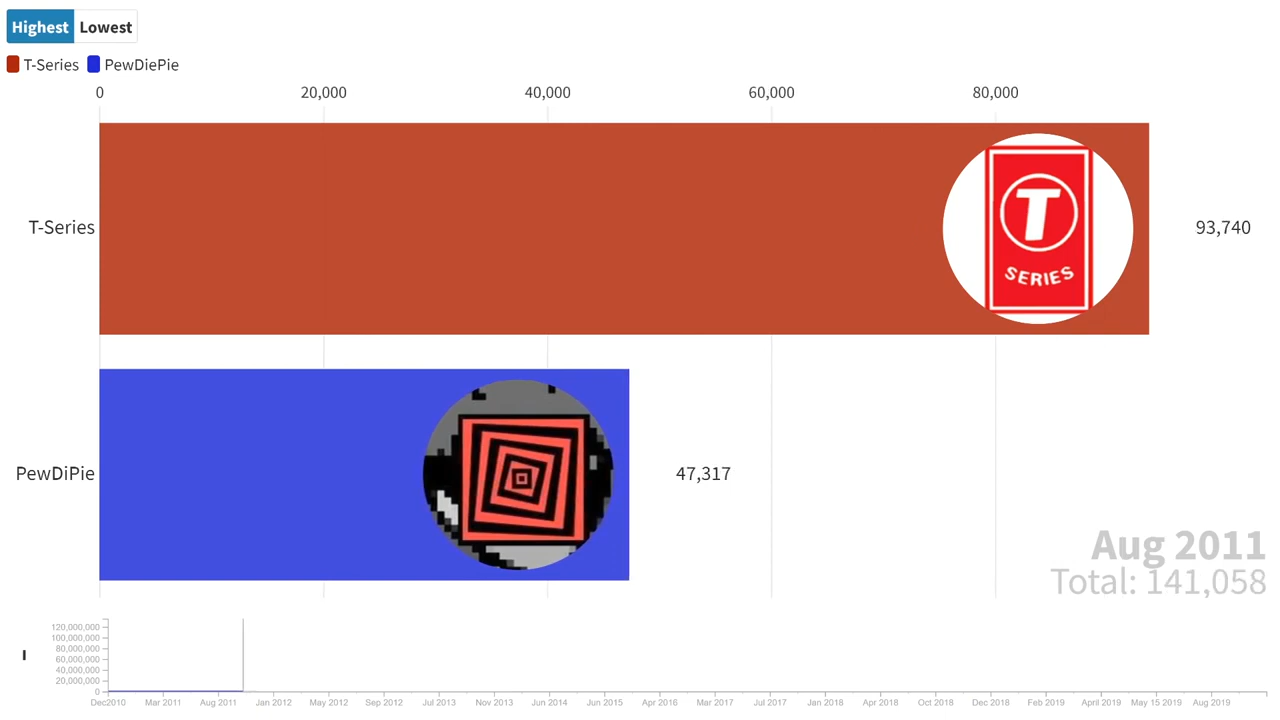 Highest Lowest
T-Series PewDiePie
0 20,000 40,000 60,000 80,000
T-Series
T
SERIES
93,740
PewDiPie
47,317
Aug 2011
Total: 141,058
120,000,000
100,000,000
80,000,000
60,000,000
40,000,000
20,000,000
0
Dec2010 Mar 2011 Aug 2011 Jan 2012 May 2012 Sep 2012 Jul 2013 Nov 2013 Jun 2014 Jun 2015 Apr 2016 Mar 2017 Jul 2017 Jan 2018 Apr 2018 Oct 2018 Dec 2018 Feb 2019 April 2019 May 15 2019 Aug 2019